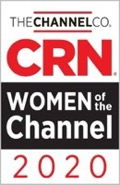 THECHANNELCO.
CRN®
WOMEN of the
Channel
2020